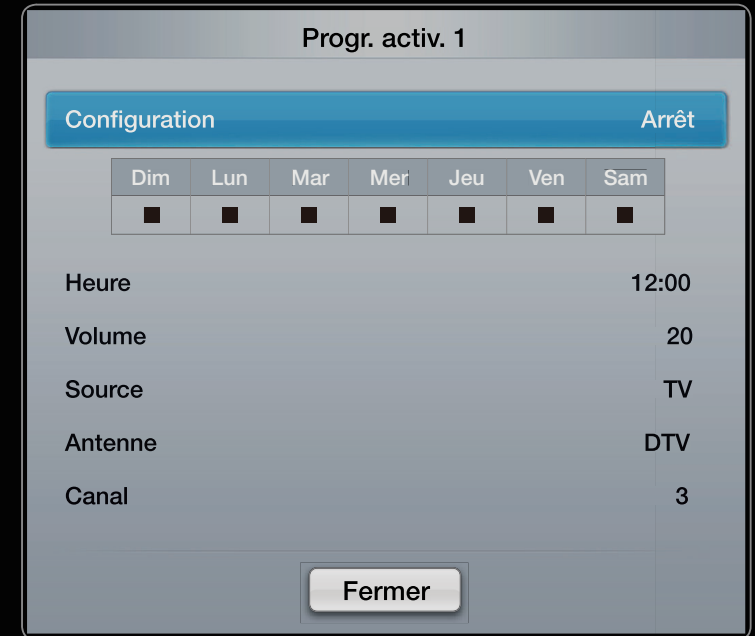 Progr. activ. 1
Configuration Arrêt
Dim Lun Mar Mer Jeu Ven Sam
Heure 12:00
Volume 20
Source TV
Antenne DTV
Canal 3
Fermer